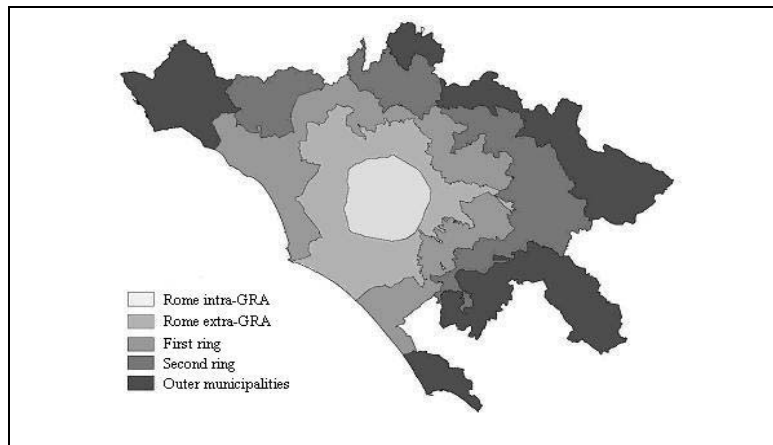 Rome intra-GRA
Rome extra-GRA
First ring
Second ring
Outer municipalities